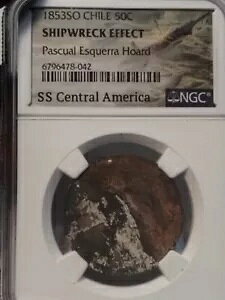 1853SO CHILE 50C
SHIPWRECK EFFECT
Pascual Esquerra Hoard
6796478-042
SS Central America
NGC